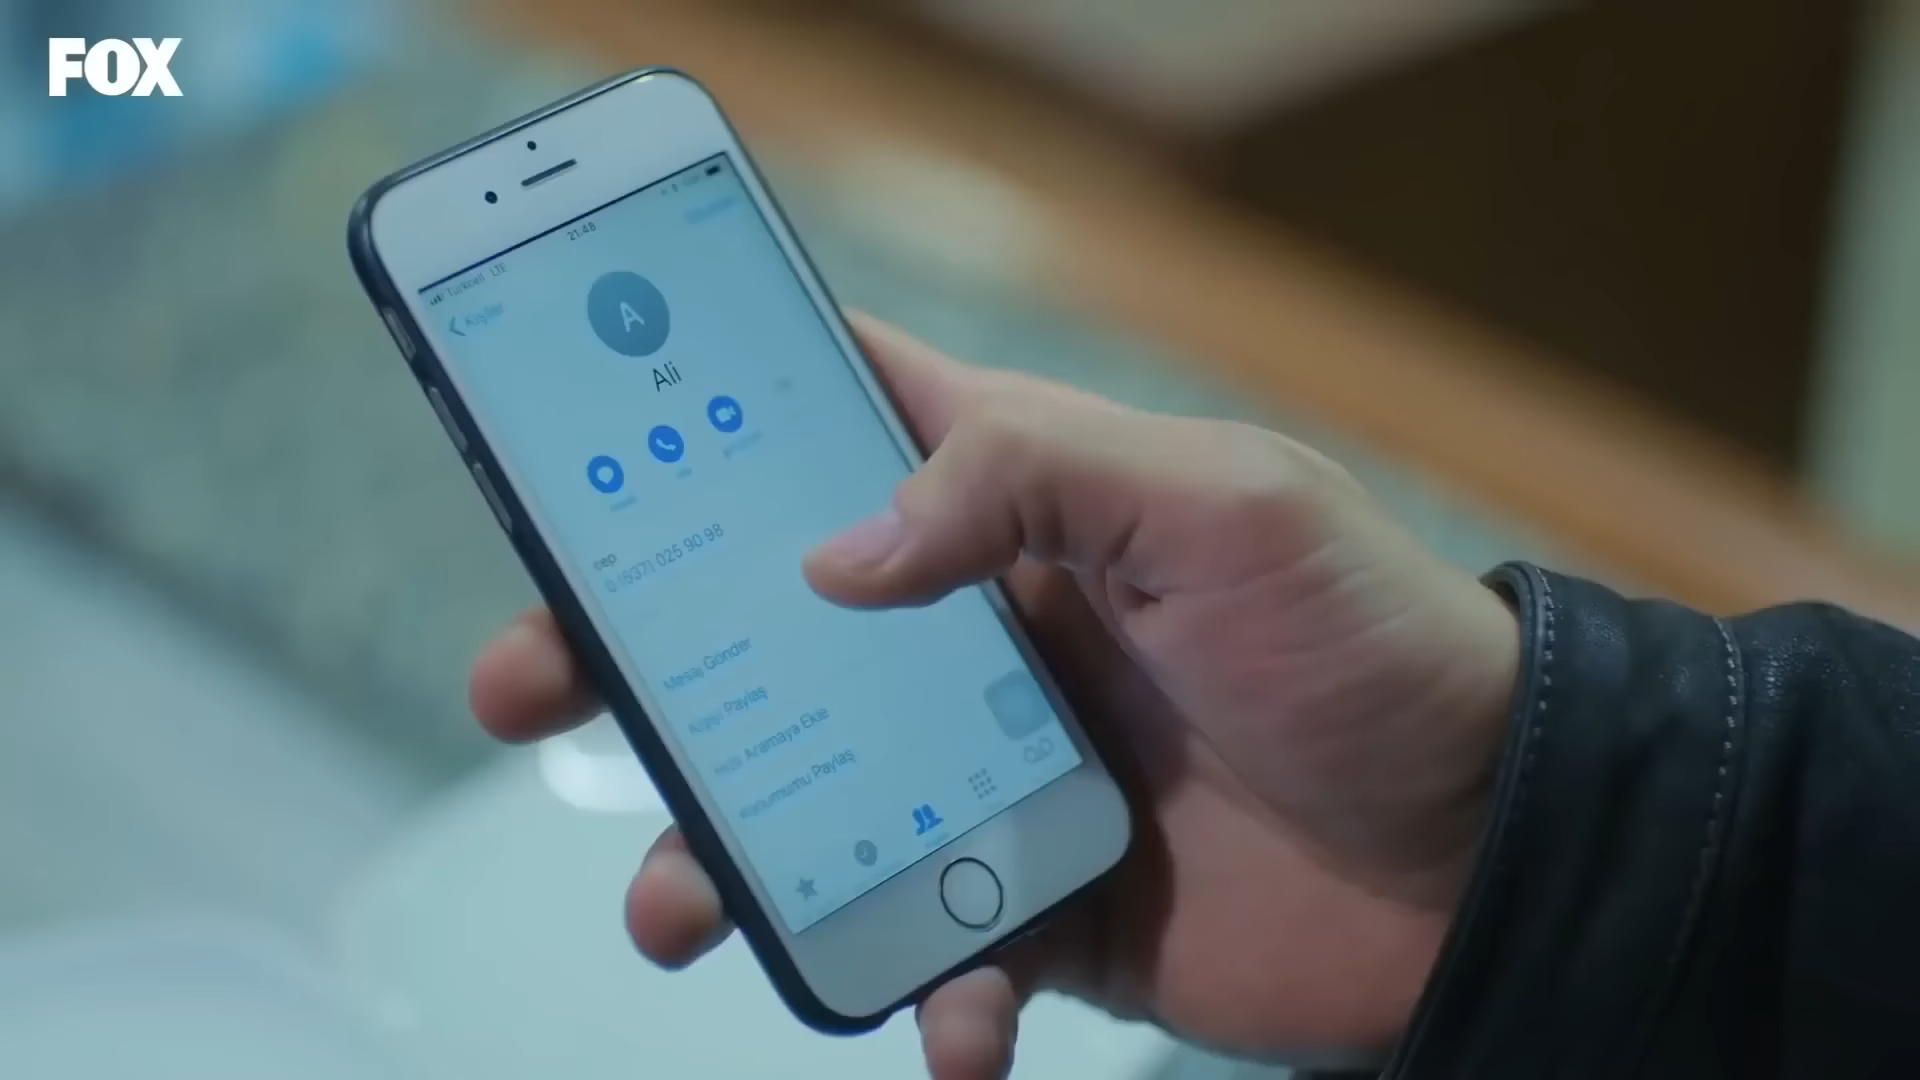 FOX
21:48
Turkcell LTE
Kişiler
A
Ali
cep
0 (537) 025 90 98
Mesaj Gönder
Kişiyi Paylaş
Hızlı Aramaya Ekle
Konumumu Paylaş